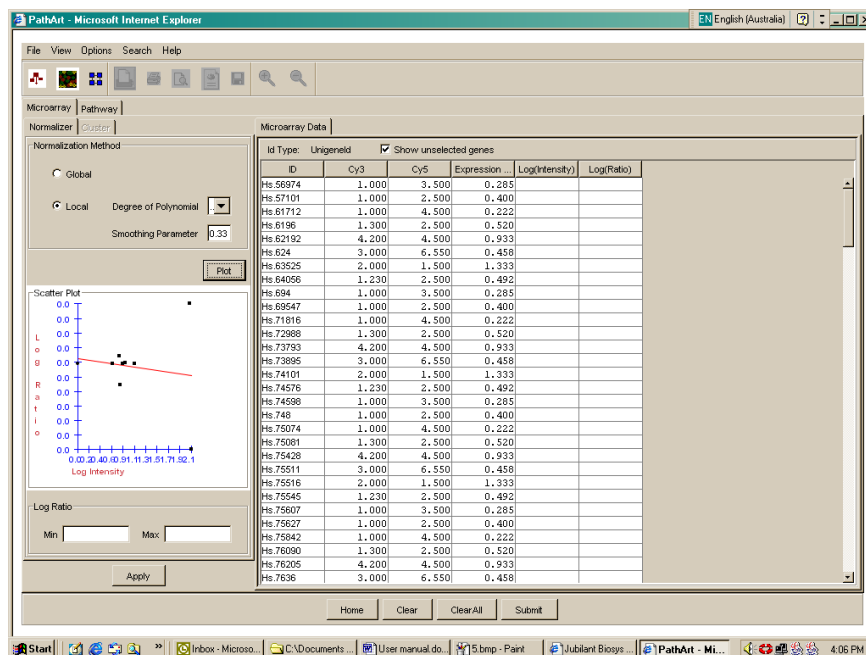 PathArt - Microsoft Internet Explorer
EN English (Australia)
File View Options Search Help
Microarray Pathway
Normalizer Cluster
Microarray Data
Normalization Method
Global
Local Degree of Polynomial
Smoothing Parameter 0.33
Plot
Scatter Plot
Log Ratio
0.0
0.0
0.0
0.0
0.0
0.0
0.0
0.0
0.0
0.0
0.0
0.00.20.40.60.91.11.31.51.71.92.1
Log Intensity
Log Ratio
Min Max
Apply
Id Type: UnigeneId Show unselected genes
ID Cy3 Cy5 Expression ... Log(Intensity) Log(Ratio)
Hs.56974 1.000 3.500 0.285
Hs.57101 1.000 2.500 0.400
Hs.61712 1.000 4.500 0.222
Hs.6196 1.300 2.500 0.520
Hs.62192 4.200 4.500 0.933
Hs.624 3.000 6.550 0.458
Hs.63525 2.000 1.500 1.333
Hs.64056 1.230 2.500 0.492
Hs.694 1.000 3.500 0.285
Hs.69547 1.000 2.500 0.400
Hs.71816 1.000 4.500 0.222
Hs.72988 1.300 2.500 0.520
Hs.73793 4.200 4.500 0.933
Hs.73895 3.000 6.550 0.458
Hs.74101 2.000 1.500 1.333
Hs.74576 1.230 2.500 0.492
Hs.74598 1.000 3.500 0.285
Hs.748 1.000 2.500 0.400
Hs.75074 1.000 4.500 0.222
Hs.75081 1.300 2.500 0.520
Hs.75428 4.200 4.500 0.933
Hs.75511 3.000 6.550 0.458
Hs.75516 2.000 1.500 1.333
Hs.75545 1.230 2.500 0.492
Hs.75607 1.000 3.500 0.285
Hs.75627 1.000 2.500 0.400
Hs.75842 1.000 4.500 0.222
Hs.76090 1.300 2.500 0.520
Hs.76205 4.200 4.500 0.933
Hs.7636 3.000 6.550 0.458
Home Clear ClearAll Submit
Start » Inbox - Microso... C:\Documents ... User manual.do... 5.bmp - Paint Jubilant Biosys ... PathArt - Mi... 4:06 PM